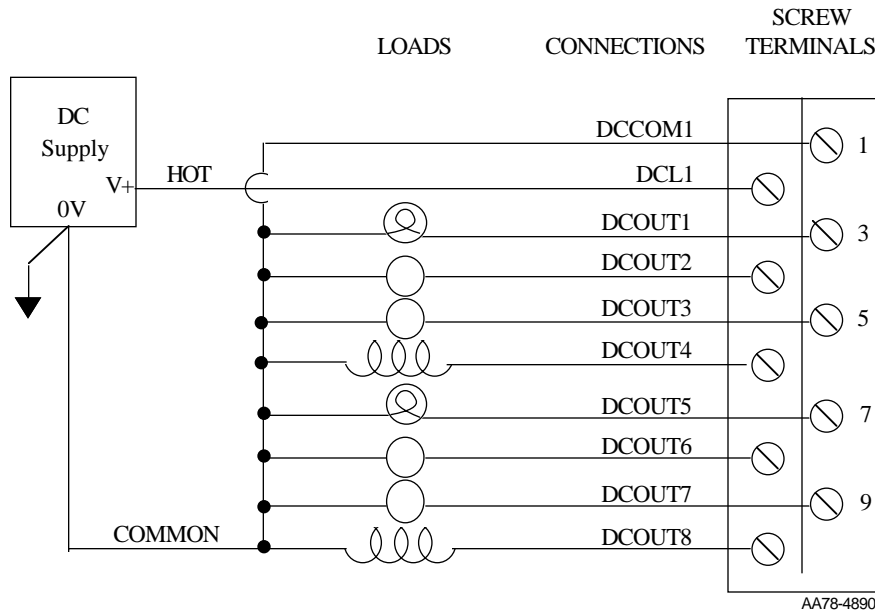 SCREW
LOADS CONNECTIONS TERMINALS
DC
Supply
V+
0V
HOT
COMMON
DCCOM1 1
DCL1
DCOUT1 3
DCOUT2
DCOUT3 5
DCOUT4
DCOUT5 7
DCOUT6
DCOUT7 9
DCOUT8
AA78-4890